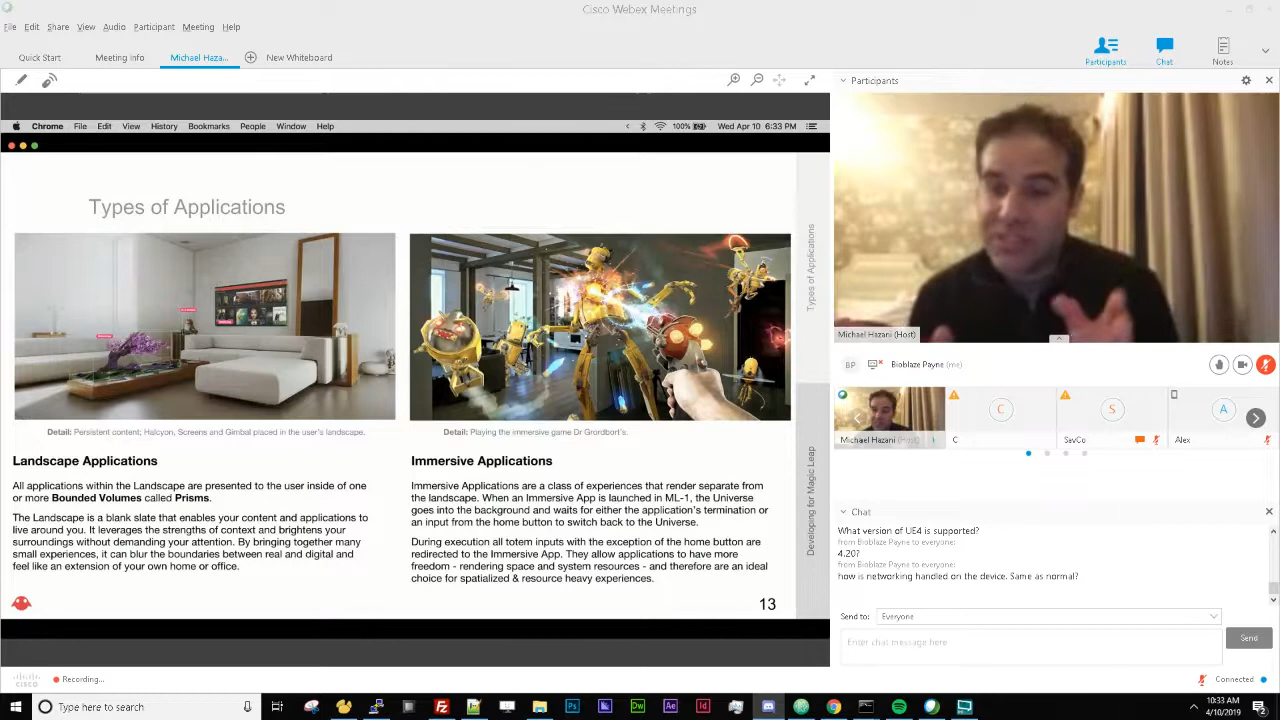 Cisco Webex Meetings
File Edit Share View Audio Participant Meeting Help
Quick Start Meeting Info Michael Haza... New Whiteboard
Participants Chat Notes
Participants
Chrome File Edit View History Bookmarks People Window Help 100% Wed Apr 10 6:33 PM
Types of Applications
Types of Applications
Detail: Persistent content; Halcyon, Screens and Gimbal placed in the user's landscape.
Detail: Playing the immersive game Dr Grordbort's.
Landscape Applications
All applications within the Landscape are presented to the user inside of one
or more Bounded Volumes called Prisms.
The Landscape is a blank slate that enables your content and applications to
live around you. It leverages the strengths of context and brightens your
surroundings without demanding your attention. By bringing together many
small experiences, it can blur the boundaries between real and digital and
feel like an extension of your own home or office.
Immersive Applications
Immersive Applications are a class of experiences that render separate from
the landscape. When an Immersive App is launched in ML-1, the Universe
goes into the background and waits for either the application's termination or
an input from the home button to switch back to the Universe.
During execution all totem inputs with the exception of the home button are
redirected to the Immersive App. They allow applications to have more
freedom - rendering space and system resources - and therefore are an ideal
choice for spatialized & resource heavy experiences.
Developing for Magic Leap
13
Michael Hazani (Host)
BP Bioblaze Payne (me)
C S A
Michael Hazani (Host) C SavCo Alex
Chat
What version of UE4 is supported?
from Bioblaze Payne to everyone:
4.20?
from Bioblaze Payne to everyone:
how is networking handled on the device. Same as normal?
Send to: Everyone
Enter chat message here
Send
CISCO Recording... Connected
Type here to search
Ps Dw Ae Id
10:33 AM
4/10/2019
2